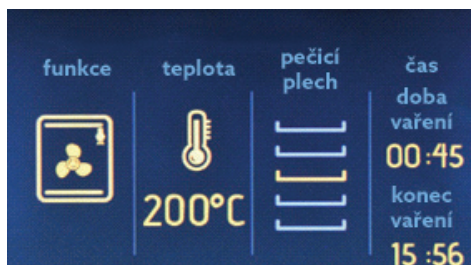 funkce
teplota
200°C
pečicí
plech
čas
doba
vaření
00:45
konec
vaření
15:56